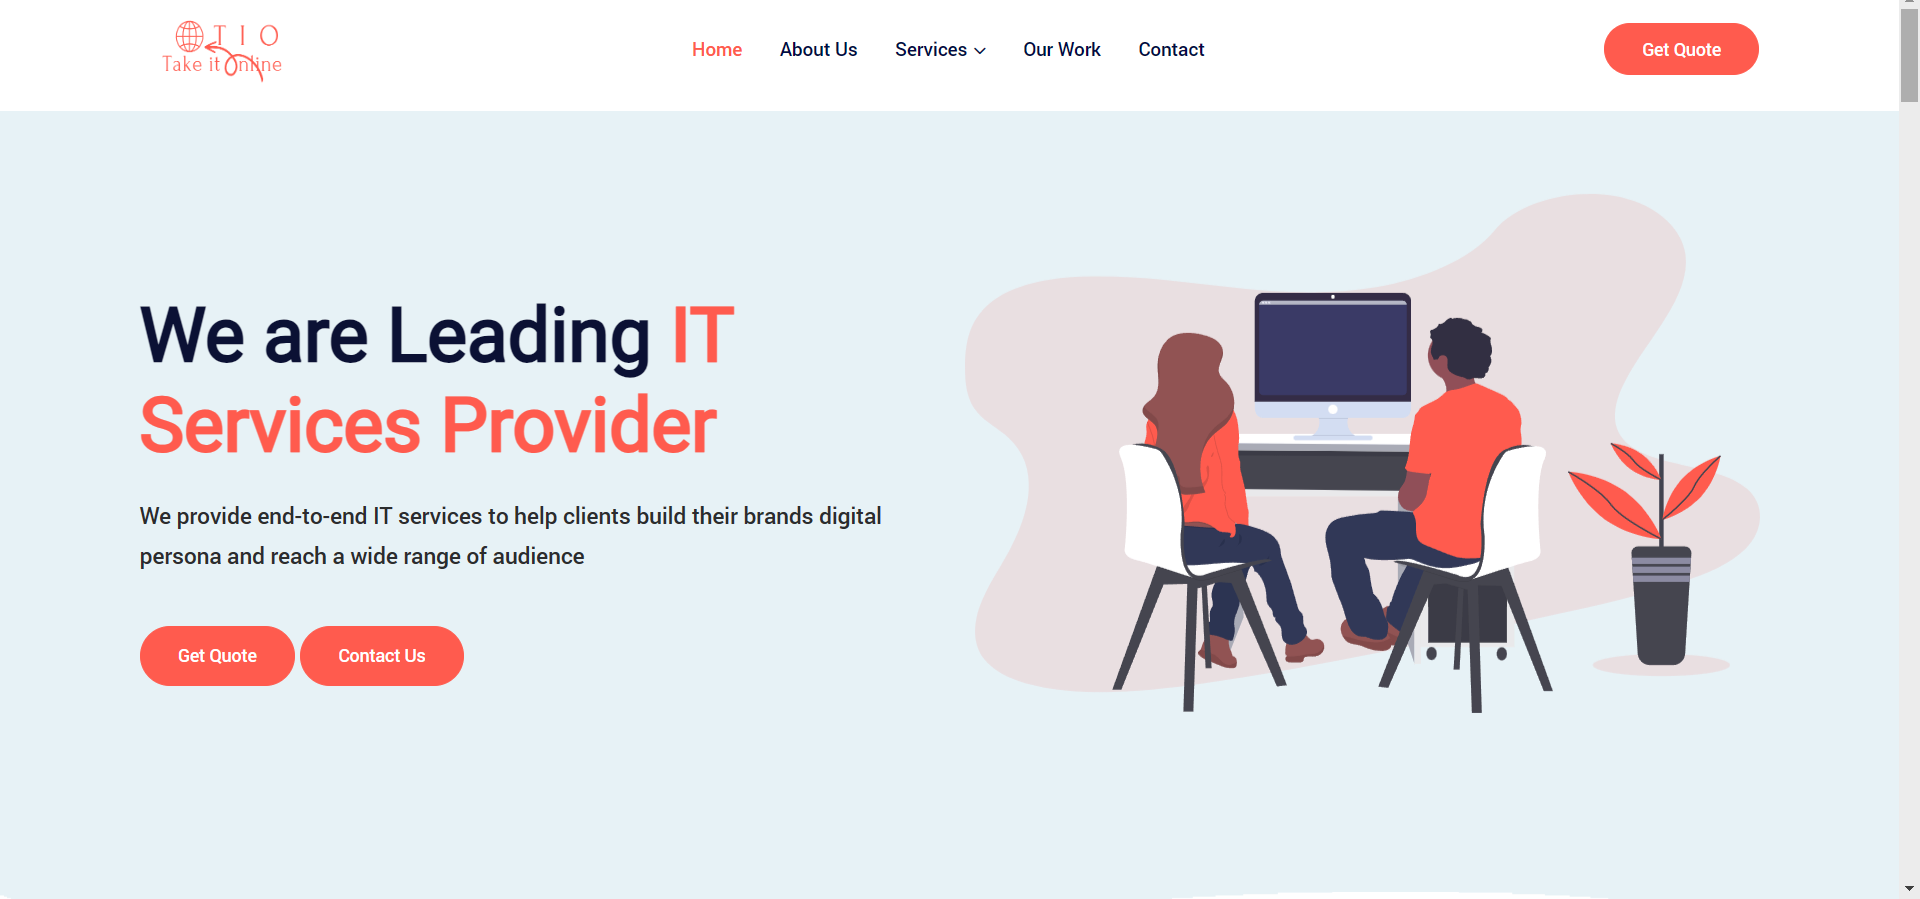 TIO
Take it Online
Home
About Us
Services
Our Work
Contact
Get Quote
We are Leading IT
Services Provider
We provide end-to-end IT services to help clients build their brands digital
persona and reach a wide range of audience
Get Quote
Contact Us